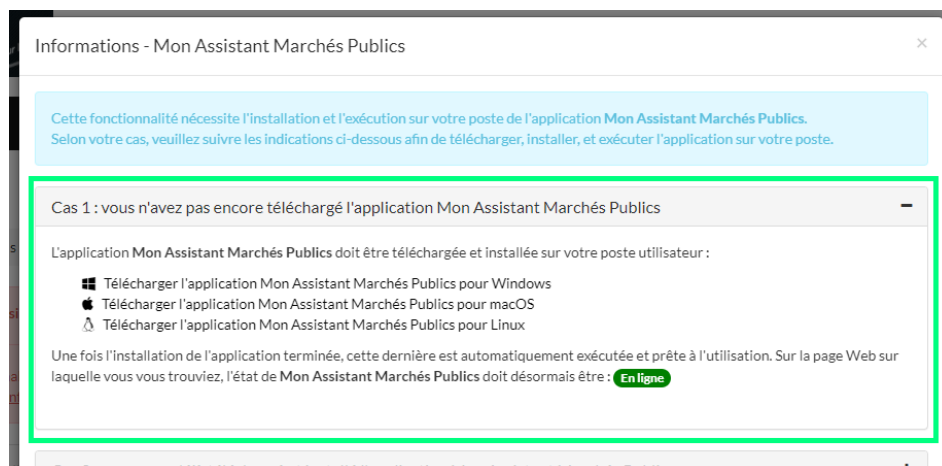 Informations - Mon Assistant Marchés Publics
×
Cette fonctionnalité nécessite l'installation et l'exécution sur votre poste de l'application Mon Assistant Marchés Publics.
Selon votre cas, veuillez suivre les indications ci-dessous afin de télécharger, installer, et exécuter l'application sur votre poste.
Cas 1 : vous n'avez pas encore téléchargé l'application Mon Assistant Marchés Publics
L'application Mon Assistant Marchés Publics doit être téléchargée et installée sur votre poste utilisateur :
Télécharger l'application Mon Assistant Marchés Publics pour Windows
Télécharger l'application Mon Assistant Marchés Publics pour macOS
Télécharger l'application Mon Assistant Marchés Publics pour Linux
Une fois l'installation de l'application terminée, cette dernière est automatiquement exécutée et prête à l'utilisation. Sur la page Web sur
laquelle vous vous trouviez, l'état de Mon Assistant Marchés Publics doit désormais être : En ligne